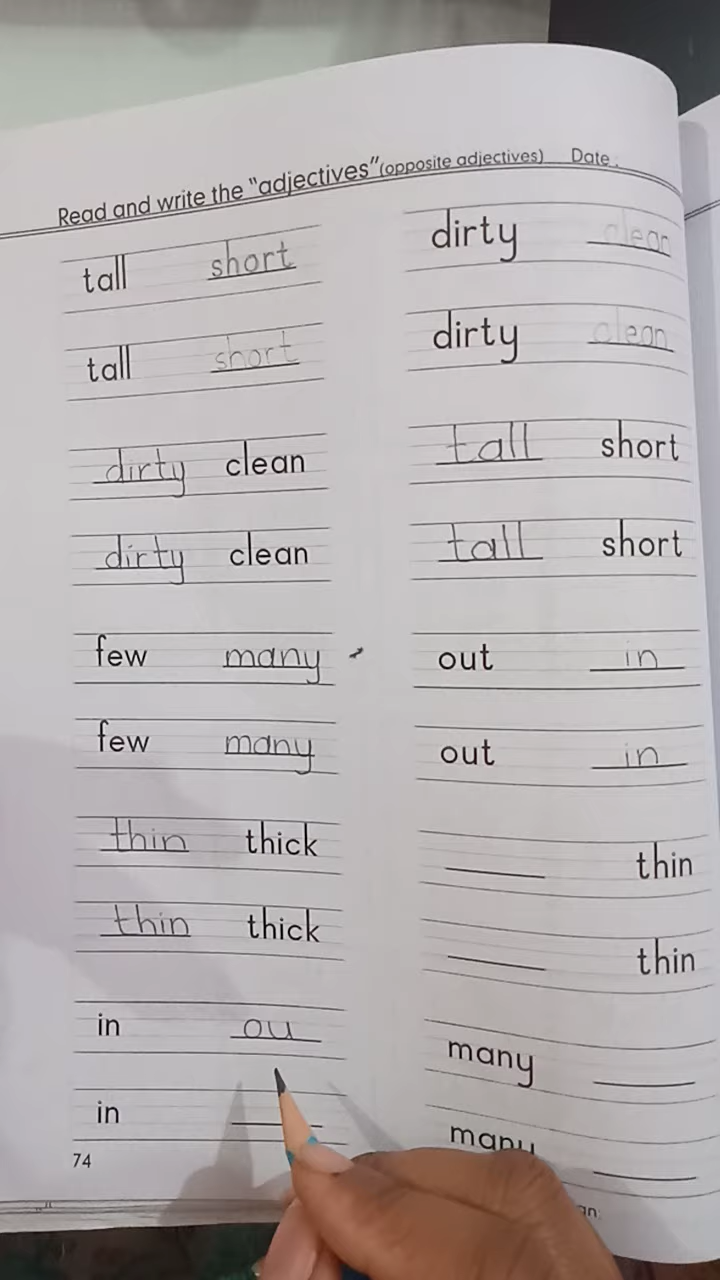 Read and write the "adjectives" (opposite adjectives) Date :
tall short
tall short
dirty clean
dirty clean
few many
few many
thin thick
thin thick
in ou
in
74
dirty clean
dirty clean
tall short
tall short
out in
out in
thin
thin
many
many